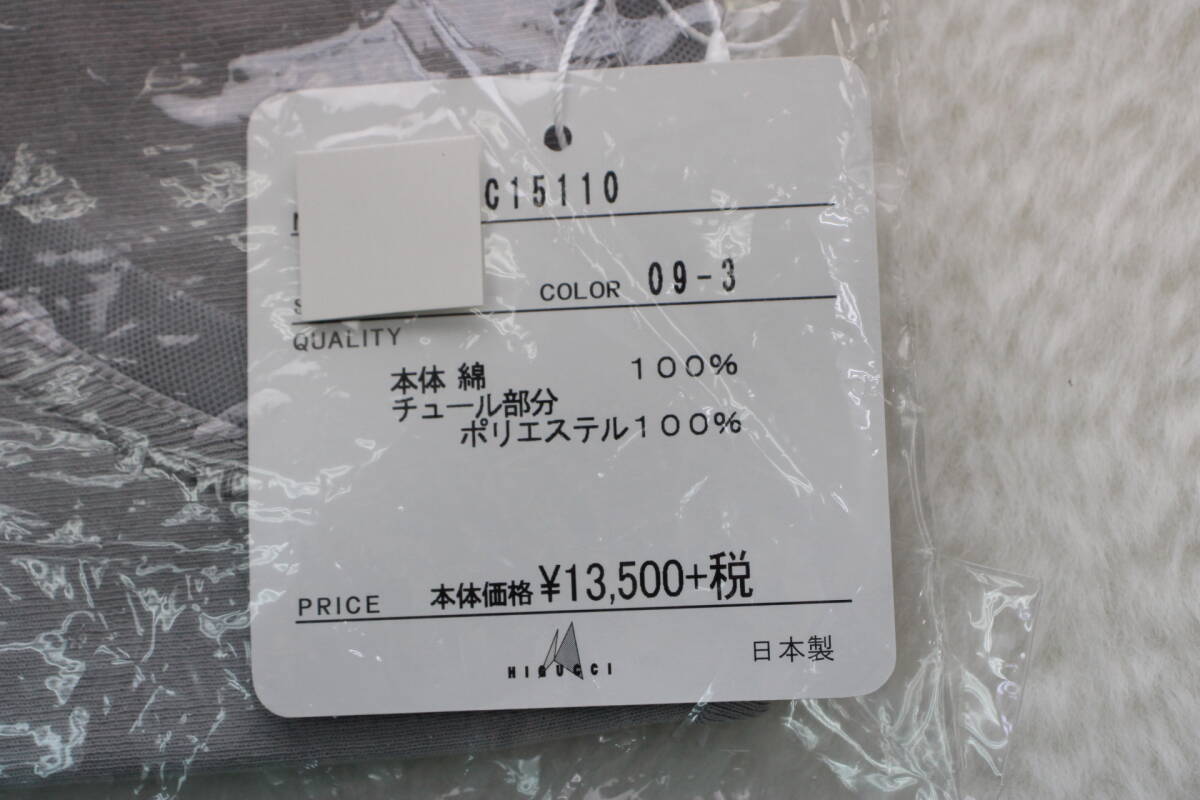 C15110
COLOR 09-3
QUALITY
本体 綿 100%
チュール部分
ポリエステル100%
PRICE 本体価格 ¥13,500+税
HIGUCCI
日本製